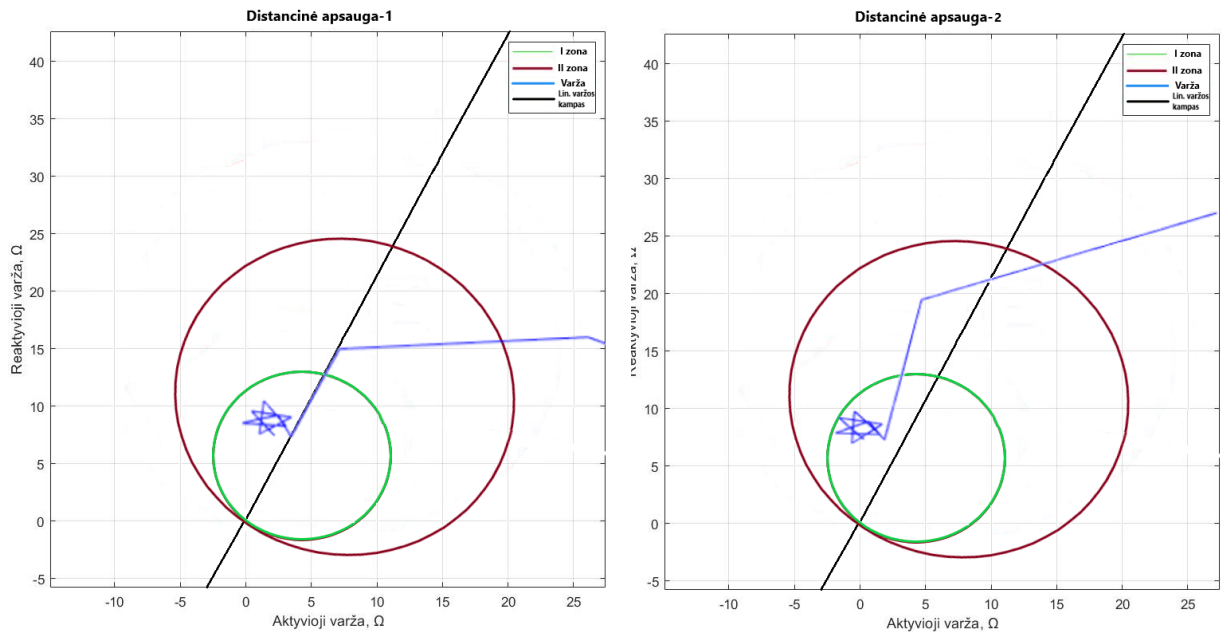 Distancinė apsauga-1
I zona
II zona
Varža
Lin. varžos
kampas
40
35
30
25
20
15
10
5
0
-5
-10
-5
0
5
10
15
20
25
Reaktyvioji varža, Ω
Aktyvioji varža, Ω
Distancinė apsauga-2
I zona
II zona
Varža
Lin. varžos
kampas
40
35
30
25
20
15
10
5
0
-5
-10
-5
0
5
10
15
20
25
Reaktyvioji varža, Ω
Aktyvioji varža, Ω